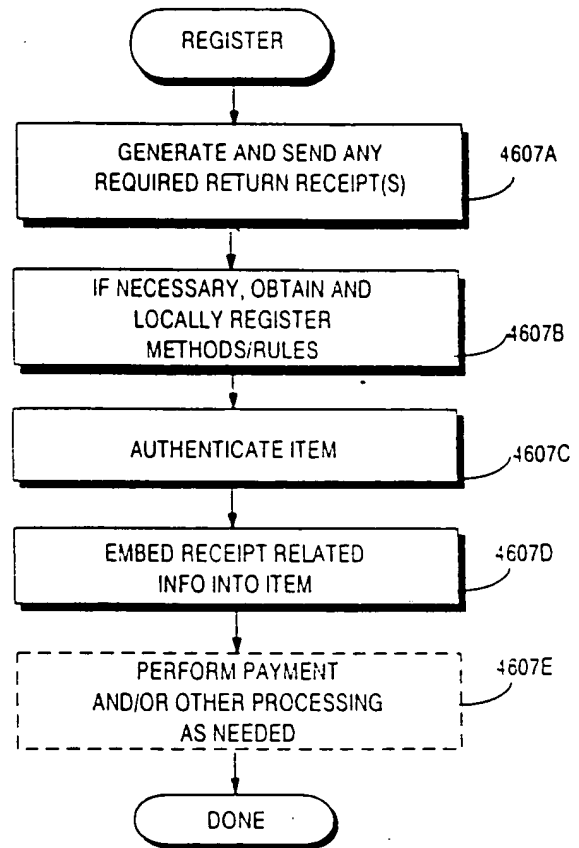 REGISTER
GENERATE AND SEND ANY
REQUIRED RETURN RECEIPT(S)
4607A
IF NECESSARY, OBTAIN AND
LOCALLY REGISTER
METHODS/RULES
4607B
AUTHENTICATE ITEM
4607C
EMBED RECEIPT RELATED
INFO INTO ITEM
4607D
PERFORM PAYMENT
AND/OR OTHER PROCESSING
AS NEEDED
4607E
DONE